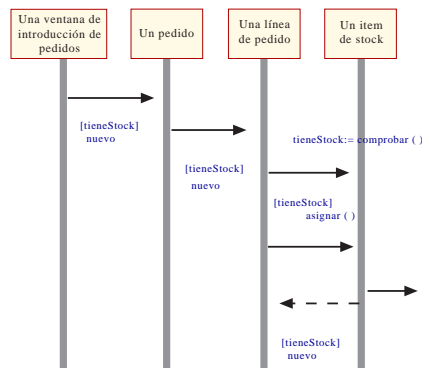 Una ventana de
introducción de
pedidos
Un pedido
Una línea
de pedido
Un item
de stock
[tieneStock]
nuevo
tieneStock:= comprobar ( )
[tieneStock]
nuevo
[tieneStock]
asignar ( )
[tieneStock]
nuevo